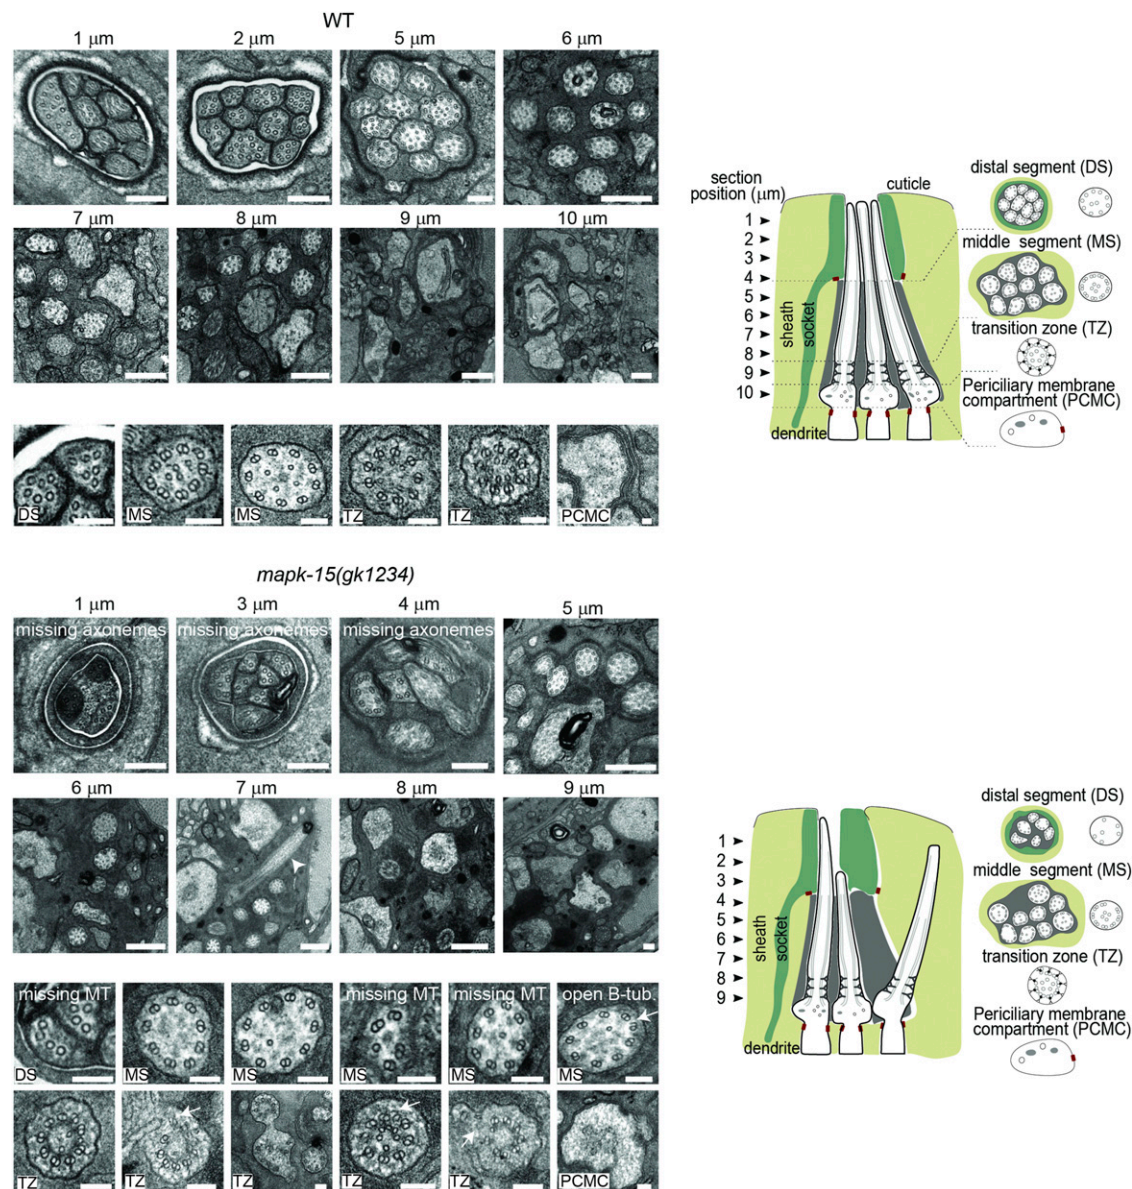 WT
1 μm
2 μm
5 μm
6 μm
7 μm
8 μm
9 μm
10 μm
DS
MS
MS
TZ
TZ
PCMC
section
position (μm)
1
2
3
4
5
6
7
8
9
10
cuticle
sheath
socket
dendrite
distal segment (DS)
middle segment (MS)
transition zone (TZ)
Periciliary membrane
compartment (PCMC)
mapk-15(gk1234)
1 μm
3 μm
4 μm
5 μm
missing axonemes
missing axonemes
missing axonemes
6 μm
7 μm
8 μm
9 μm
missing MT
missing MT
missing MT
open B-tub.
DS
MS
MS
MS
MS
MS
TZ
TZ
TZ
TZ
TZ
PCMC
1
2
3
4
5
6
7
8
9
sheath
socket
dendrite
distal segment (DS)
middle segment (MS)
transition zone (TZ)
Periciliary membrane
compartment (PCMC)